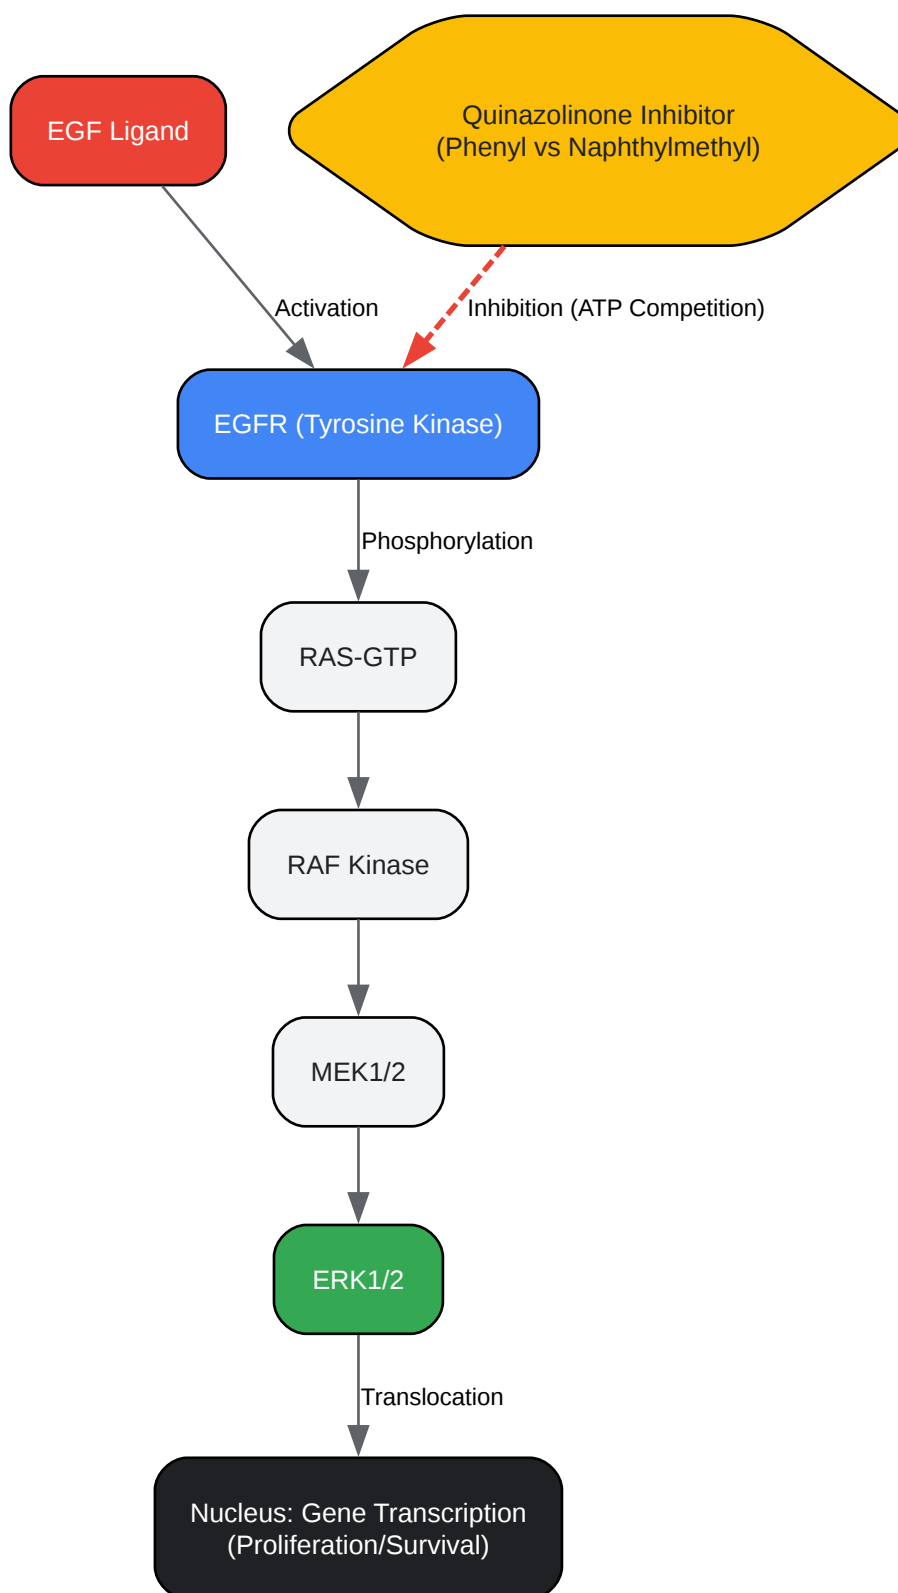 EGF Ligand
Quinazolinone Inhibitor
(Phenyl vs Naphthylmethyl)
Activation
Inhibition (ATP Competition)
EGFR (Tyrosine Kinase)
Phosphorylation
RAS-GTP
RAF Kinase
MEK1/2
ERK1/2
Translocation
Nucleus: Gene Transcription
(Proliferation/Survival)